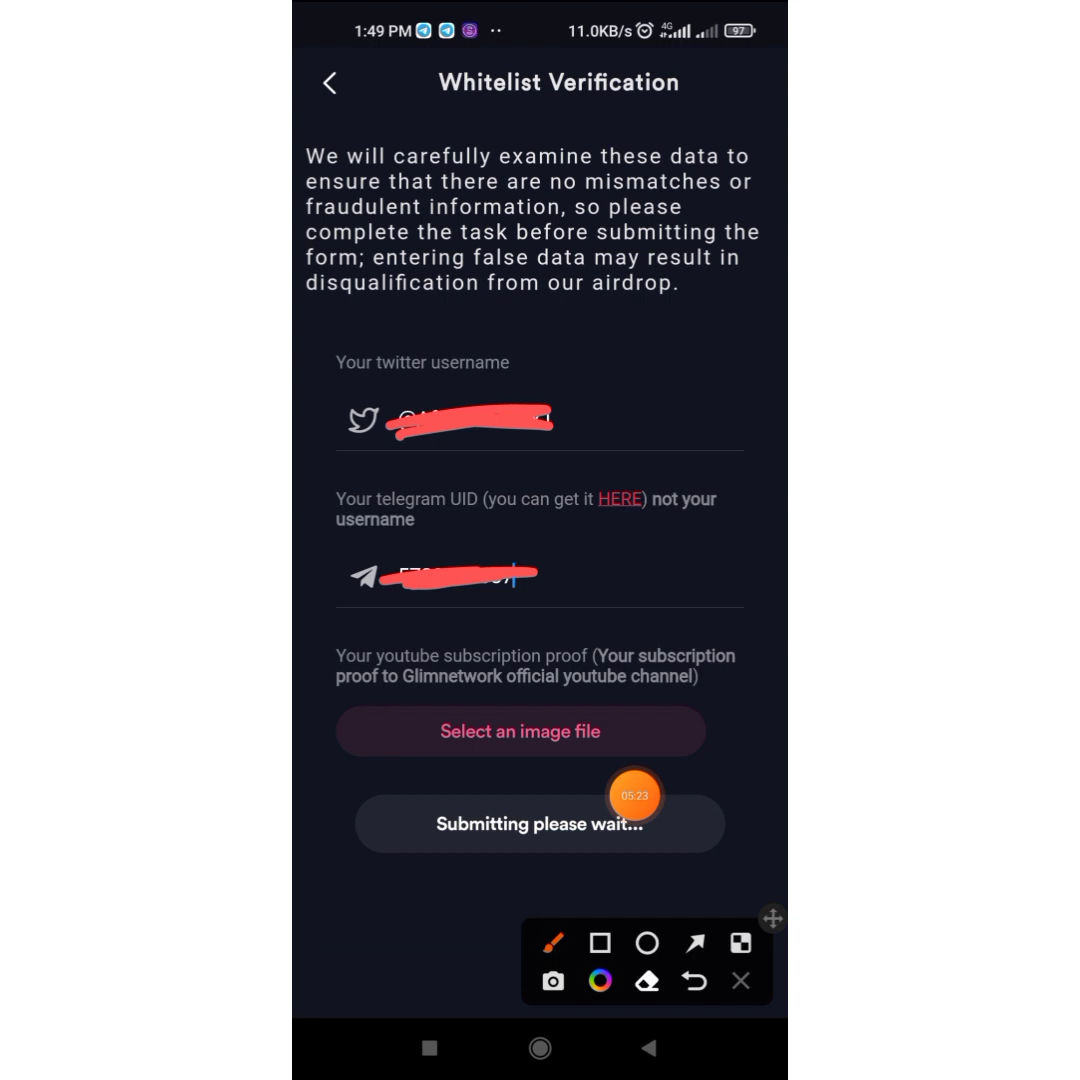 1:49 PM
11.0KB/s
4G
97
Whitelist Verification
We will carefully examine these data to
ensure that there are no mismatches or
fraudulent information, so please
complete the task before submitting the
form; entering false data may result in
disqualification from our airdrop.
Your twitter username
Your telegram UID (you can get it HERE) not your
username
Your youtube subscription proof (Your subscription
proof to Glimnetwork official youtube channel)
Select an image file
05:23
Submitting please wait...